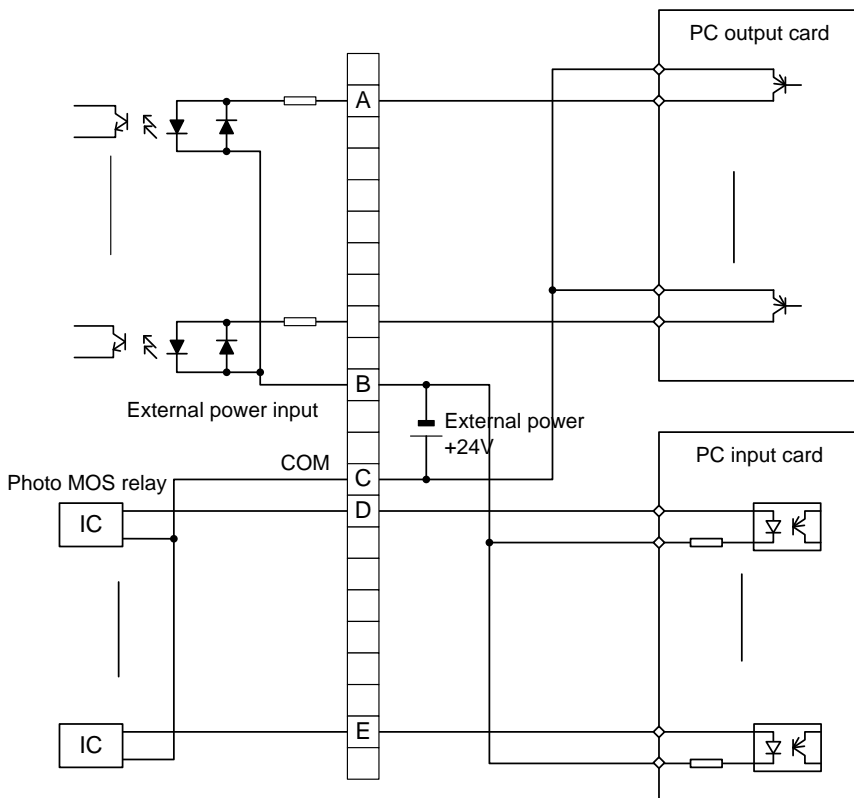 PC output card
A
B
External power input
External power
+24V
PC input card
COM
C
Photo MOS relay
D
IC
E
IC